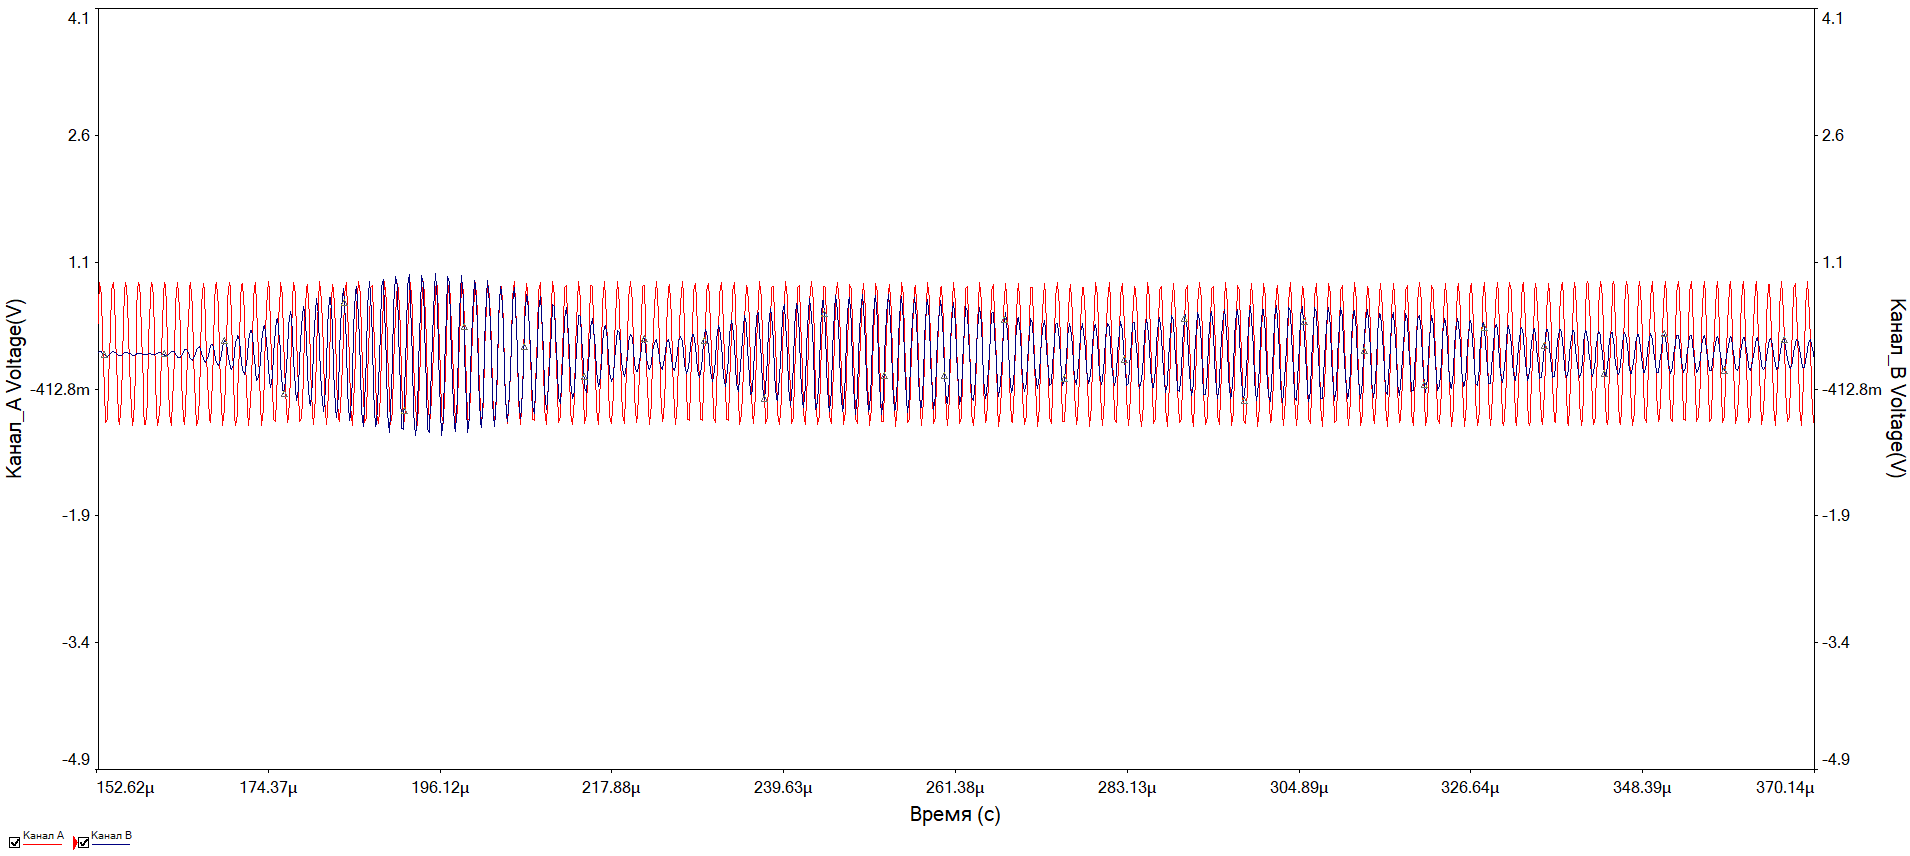 4.1
2.6
1.1
-412.8m
-1.9
-3.4
-4.9
Канал_A Voltage(V)
4.1
2.6
1.1
-412.8m
-1.9
-3.4
-4.9
Канал_B Voltage(V)
152.62µ 174.37µ 196.12µ 217.88µ 239.63µ 261.38µ 283.13µ 304.89µ 326.64µ 348.39µ 370.14µ
Время (с)
Канал A Канал B